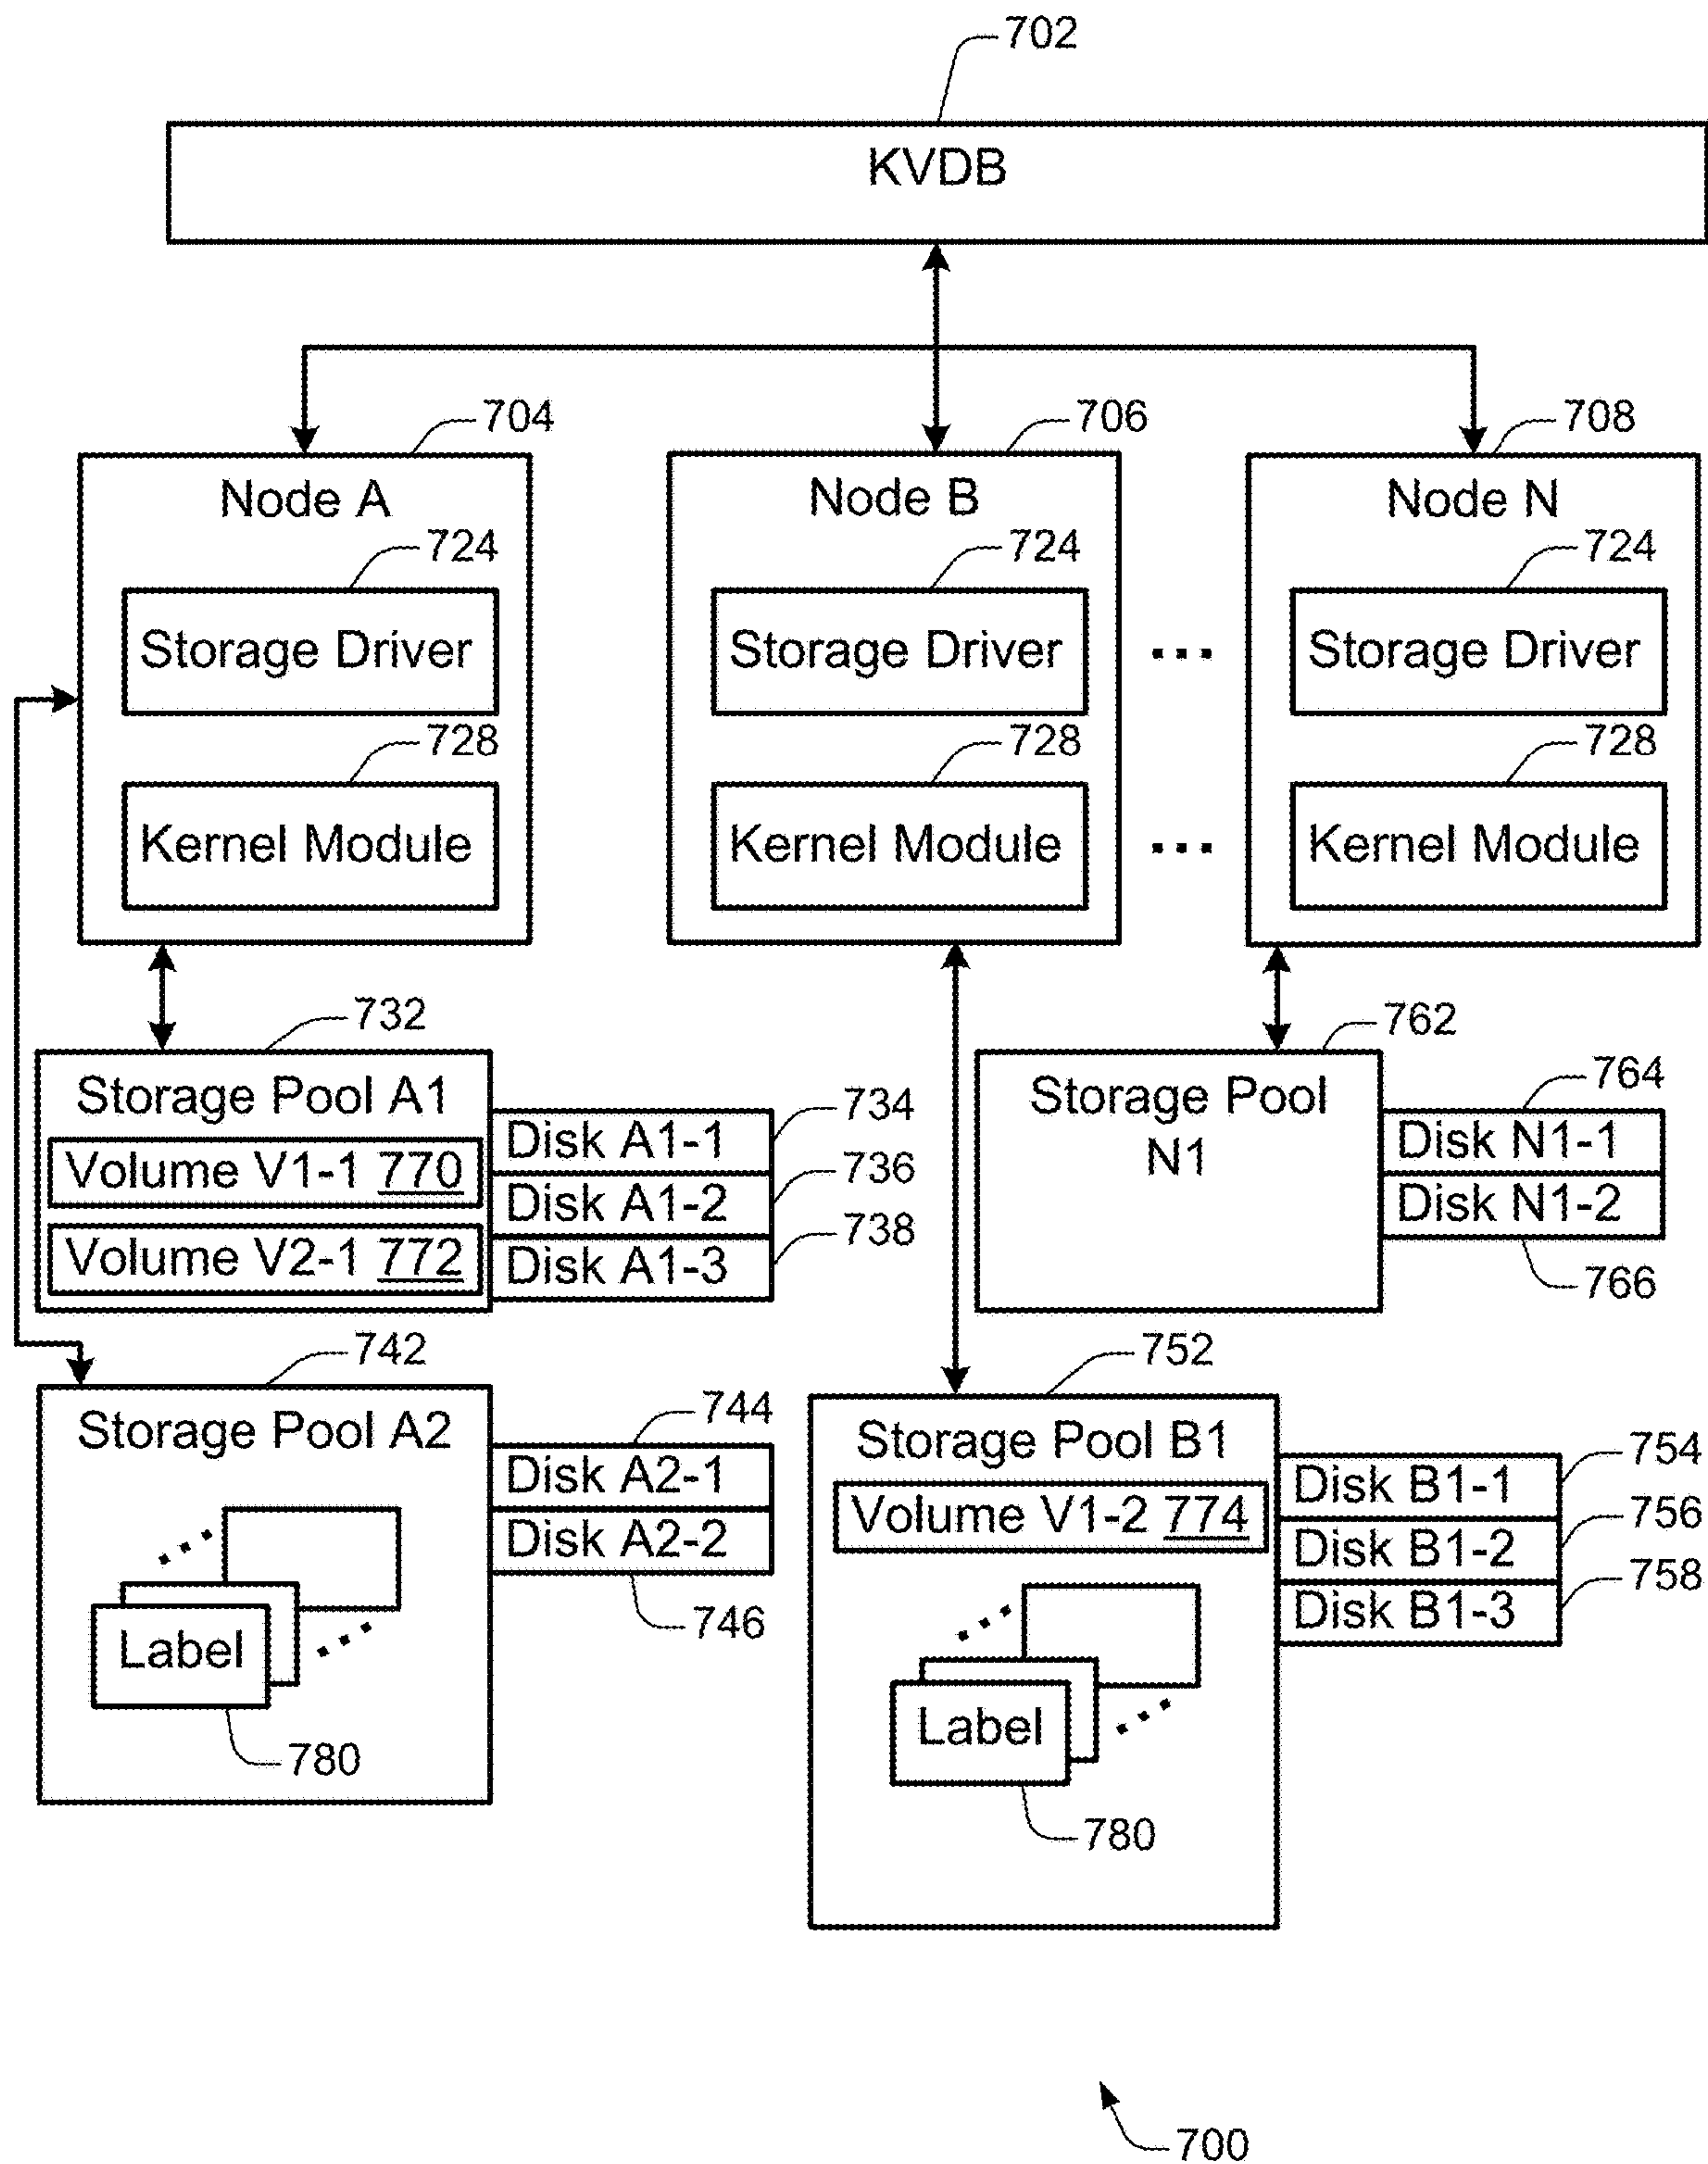 702
KVDB
704
706
708
Node A
Node B
Node N
724
724
724
Storage Driver
Storage Driver
...
Storage Driver
728
728
728
Kernel Module
Kernel Module
...
Kernel Module
732
762
Storage Pool A1
Storage Pool
N1
734
764
Disk A1-1
Disk N1-1
Volume V1-1 770
736
Disk A1-2
Disk N1-2
738
Volume V2-1 772
Disk A1-3
766
742
752
Storage Pool A2
Storage Pool B1
744
754
Disk A2-1
Disk B1-1
Volume V1-2 774
756
Disk A2-2
Disk B1-2
758
746
Disk B1-3
Label
Label
780
780
700